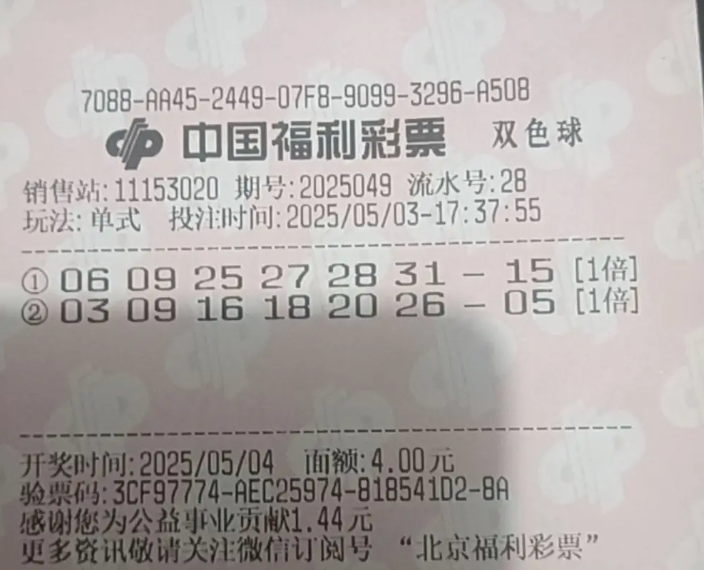 7088-AA45-2449-07F8-9099-3296-A508
中国福利彩票 双色球
销售站:11153020 期号:2025049 流水号:28
玩法:单式 投注时间:2025/05/03-17:37:55
① 06 09 25 27 28 31 - 15 [1倍]
② 03 09 16 18 20 26 - 05 [1倍]
开奖时间:2025/05/04 面额:4.00元
验票码:3CF97774-AEC25974-818541D2-8A
感谢您为公益事业贡献1.44元
更多资讯敬请关注微信订阅号 “北京福利彩票”